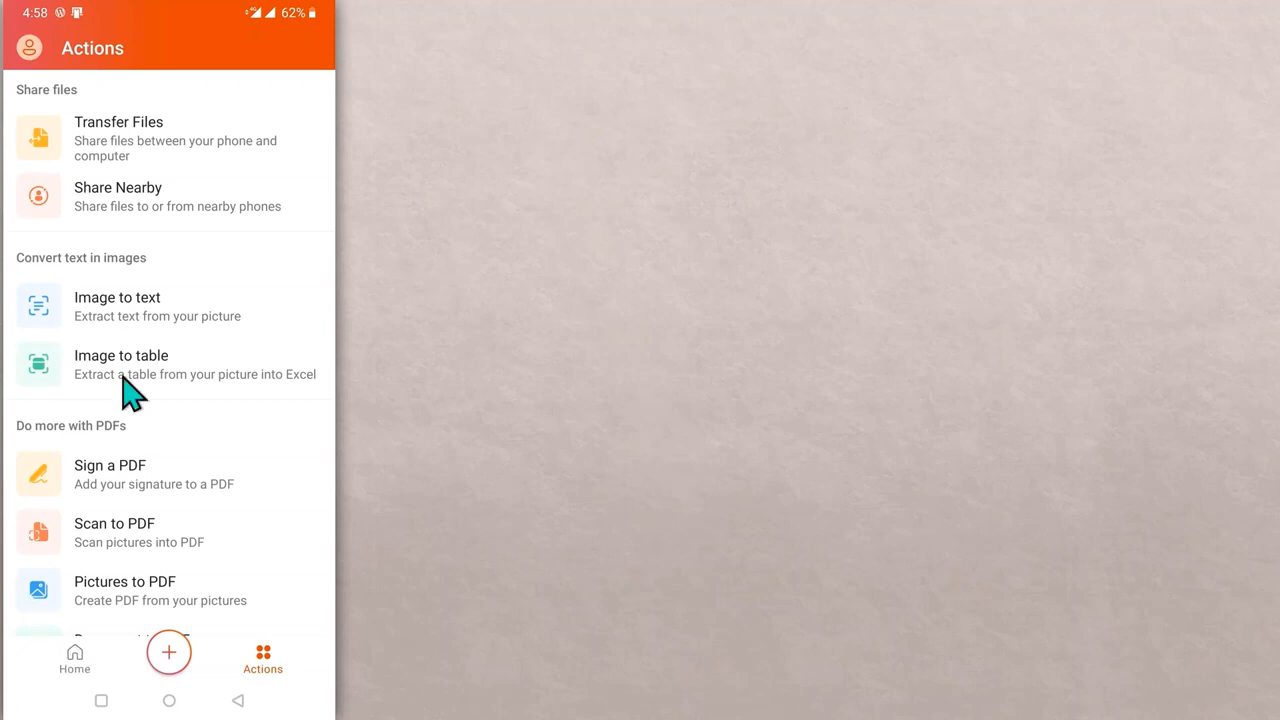 4:58 62%
Actions
Share files
Transfer Files
Share files between your phone and
computer
Share Nearby
Share files to or from nearby phones
Convert text in images
Image to text
Extract text from your picture
Image to table
Extract a table from your picture into Excel
Do more with PDFs
Sign a PDF
Add your signature to a PDF
Scan to PDF
Scan pictures into PDF
Pictures to PDF
Create PDF from your pictures
Home
Actions